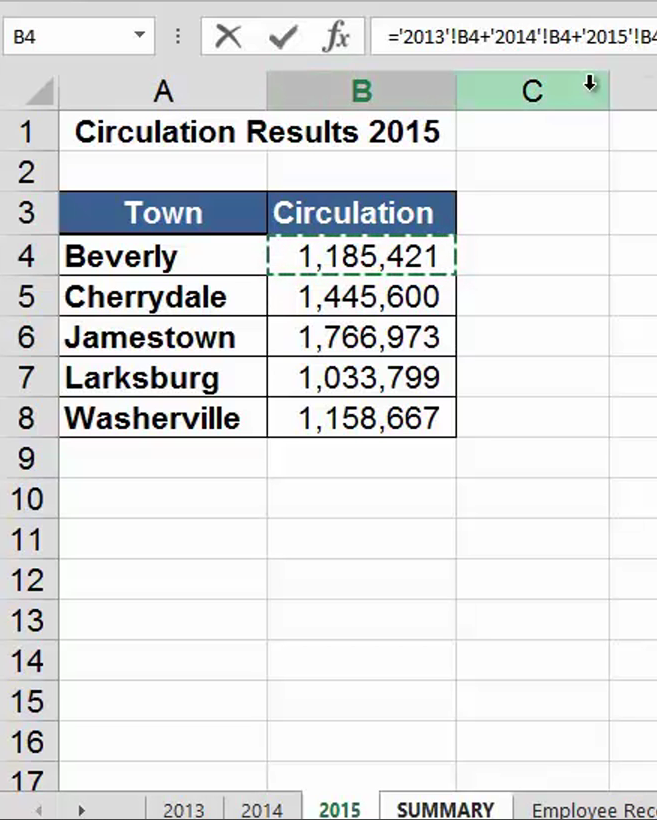 B4 fx ='2013'!B4+'2014'!B4+'2015'!B4
A B C
1 Circulation Results 2015
2
3 Town Circulation
4 Beverly 1,185,421
5 Cherrydale 1,445,600
6 Jamestown 1,766,973
7 Larksburg 1,033,799
8 Washerville 1,158,667
9
10
11
12
13
14
15
16
17
2013 2014 2015 SUMMARY Employee Rec